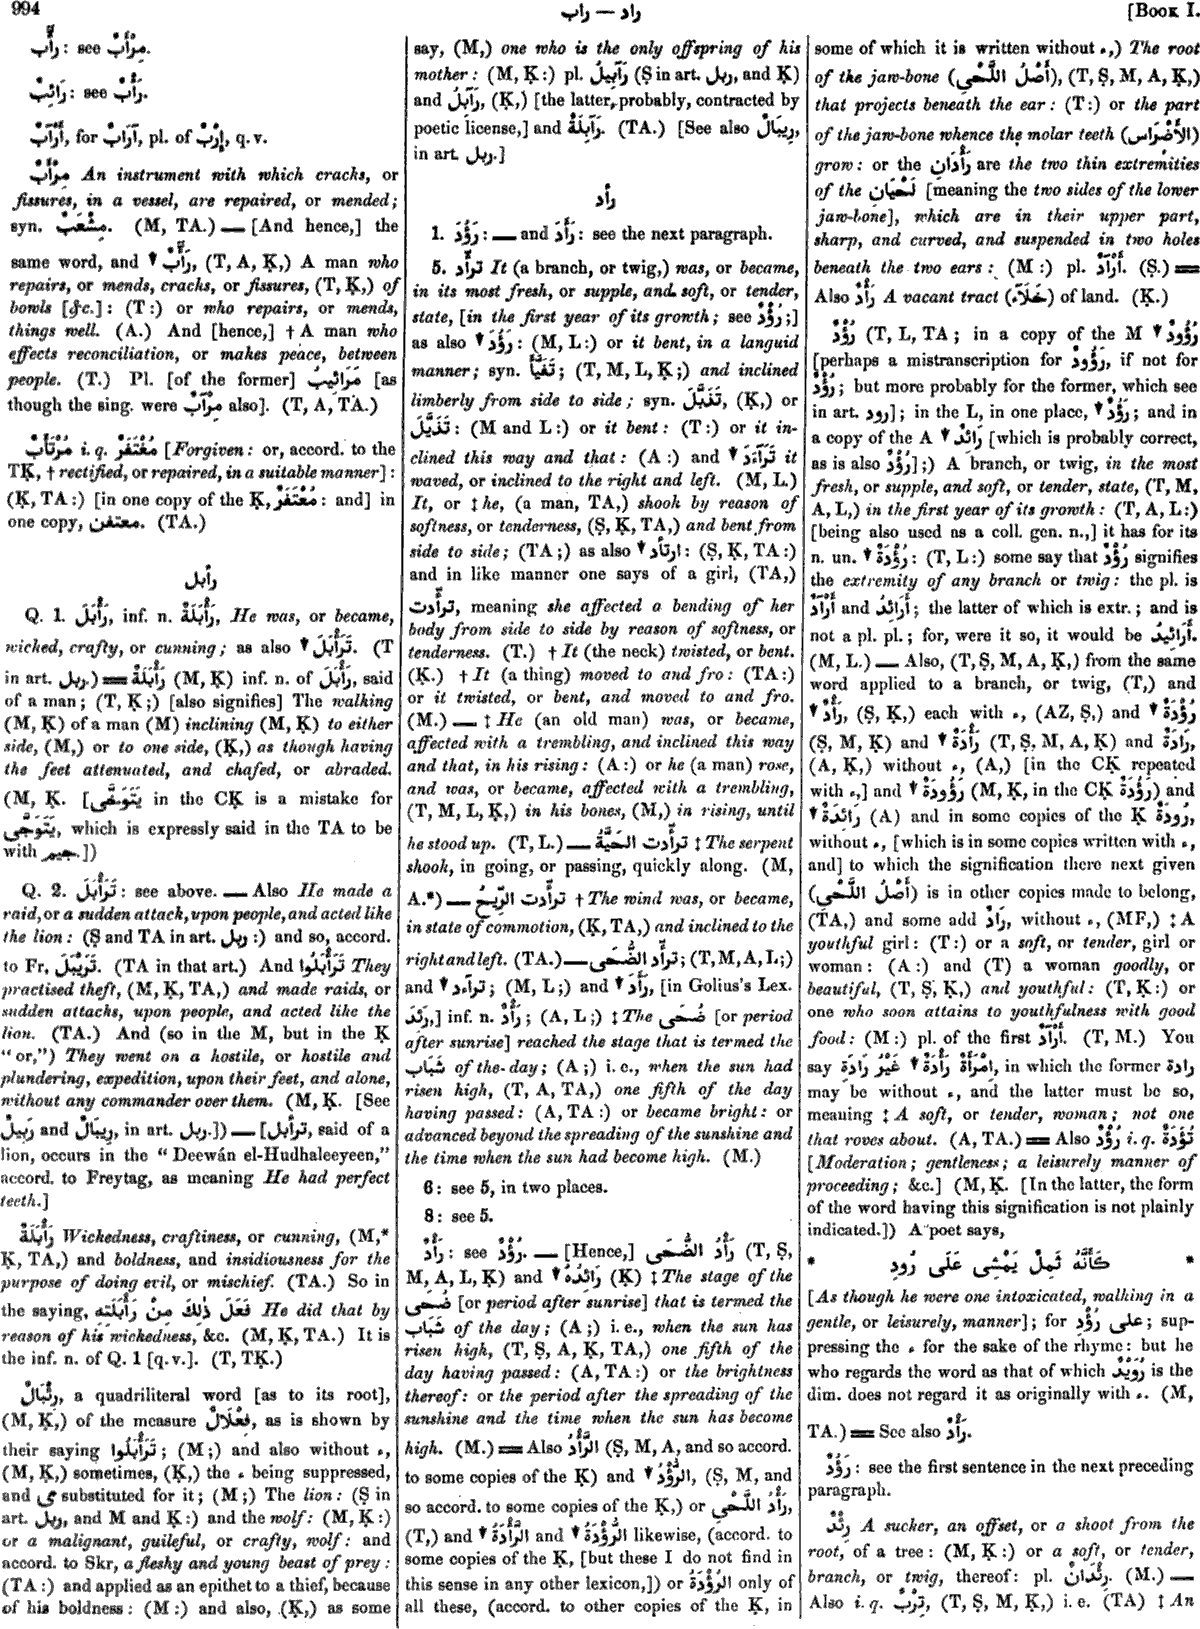 994
راد — راب
[BOOK I.
رَأَّبٌ: see مِرْأَبٌ.
رَائِبٌ: see رَأْبٌ.
أَرْآبٌ, for آرَابٌ, pl. of إِرْبٌ, q. v.
مِرْأَبٌ An instrument with which cracks, or
fissures, in a vessel, are repaired, or mended;
syn. مِشْعَبٌ. (M, TA.) — [And hence,] the
same word, and ▼ رَأَّبٌ, (T, A, Ḳ,) A man who
repairs, or mends, cracks, or fissures, (T, Ḳ,) of
bowls [&c.]: (T:) or who repairs, or mends,
things well. (A.) And [hence,] † A man who
effects reconciliation, or makes peace, between
people. (T.) Pl. [of the former] مَرَائِيبُ [as
though the sing. were مِرْآبٌ also]. (T, A, TA.)
مُرْتَأَبٌ i. q. مُغْتَفَرٌ [Forgiven: or, accord. to the
TḲ, † rectified, or repaired, in a suitable manner]:
(Ḳ, TA:) [in one copy of the Ḳ, مُعْتَفَرٌ: and] in
one copy, معتفن. (TA.)
رأبل
Q. 1. رَأْبَلَ, inf. n. رَأْبَلَةٌ, He was, or became,
wicked, crafty, or cunning; as also ▼ تَرَأْبَلَ. (T
in art. ربل.) ═ رَأْبَلَةٌ (M, Ḳ) inf. n. of رَأْبَلَ, said
of a man; (T, Ḳ;) [also signifies] The walking
(M, Ḳ) of a man (M) inclining (M, Ḳ) to either
side, (M,) or to one side, (Ḳ,) as though having
the feet attenuated, and chafed, or abraded.
(M, Ḳ. [يَتَوَخَّى in the CḲ is a mistake for
يَتَوَجَّى, which is expressly said in the TA to be
with جيم.])
Q. 2. تَرَأْبَلَ: see above. — Also He made a
raid, or a sudden attack, upon people, and acted like
the lion: (Ṣ and TA in art. ربل:) and so, accord.
to Fr, تَرَيْبَلَ. (TA in that art.) And تَرَأْبَلُوا They
practised theft, (M, Ḳ, TA,) and made raids, or
sudden attacks, upon people, and acted like the
lion. (TA.) And (so in the M, but in the Ḳ
“or,”) They went on a hostile, or hostile and
plundering, expedition, upon their feet, and alone,
without any commander over them. (M, Ḳ. [See
رَبِيلٌ and رِيبَالٌ, in art. ربل.]) — [ترأبل, said of a
lion, occurs in the “Deewán el-Hudhaleeyeen,”
accord. to Freytag, as meaning He had perfect
teeth.]
رَأْبَلَةٌ Wickedness, craftiness, or cunning, (M,*
Ḳ, TA,) and boldness, and insidiousness for the
purpose of doing evil, or mischief. (TA.) So in
the saying, فَعَلَ ذٰلِكَ مِنْ رَأْبَلَتِهِ He did that by
reason of his wickedness, &c. (M, Ḳ, TA.) It is
the inf. n. of Q. 1 [q. v.]. (T, TḲ.)
رِئْبَالٌ, a quadriliteral word [as to its root],
(M, Ḳ,) of the measure فِعْلَالٌ, as is shown by
their saying تَرَأْبَلُوا; (M;) and also without ء,
(M, Ḳ,) sometimes, (Ḳ,) the ء being suppressed,
and ى substituted for it; (M;) The lion: (Ṣ in
art. ربل, and M and Ḳ:) and the wolf: (M, Ḳ:)
or a malignant, guileful, or crafty, wolf: and
accord. to Skr, a fleshy and young beast of prey:
(TA:) and applied as an epithet to a thief, because
of his boldness: (M:) and also, (Ḳ,) as some
say, (M,) one who is the only offspring of his
mother: (M, Ḳ:) pl. رَآبِيلُ (Ṣ in art. ربل, and Ḳ)
and رَآبِلُ, (Ḳ,) [the latter, probably, contracted by
poetic license,] and رَآبِلَةٌ. (TA.) [See also رِيبَالٌ,
in art. ربل.]
رأد
1. رَؤُدَ: — and رَأَدَ: see the next paragraph.
5. ترأّد It (a branch, or twig,) was, or became,
in its most fresh, or supple, and soft, or tender,
state, [in the first year of its growth; see رُؤْدٌ;]
as also ▼ رَؤُدَ: (M, L:) or it bent, in a languid
manner; syn. تَفَيَّأَ; (T, M, L, Ḳ;) and inclined
limberly from side to side; syn. تَذَبَّلَ, (Ḳ,) or
تَذَيَّلَ: (M and L:) or it bent: (T:) or it in-
clined this way and that: (A:) and ▼ تَرَآءَدَ it
waved, or inclined to the right and left. (M, L.)
It, or ‡ he, (a man, TA,) shook by reason of
softness, or tenderness, (Ṣ, Ḳ, TA,) and bent from
side to side; (TA;) as also ▼ ارتأد: (Ṣ, Ḳ, TA:)
and in like manner one says of a girl, (TA,)
ترأّدت, meaning she affected a bending of her
body from side to side by reason of softness, or
tenderness. (T.) † It (the neck) twisted, or bent.
(Ḳ.) † It (a thing) moved to and fro: (TA:)
or it twisted, or bent, and moved to and fro.
(M.) — ‡ He (an old man) was, or became,
affected with a trembling, and inclined this way
and that, in his rising: (A:) or he (a man) rose,
and was, or became, affected with a trembling,
(T, M, L, Ḳ,) in his bones, (M,) in rising, until
he stood up. (T, L.) — ترأّدت الحَيَّةُ ‡ The serpent
shook, in going, or passing, quickly along. (M,
A.*) — ترأّدت الرِّيحُ † The wind was, or became,
in state of commotion, (Ḳ, TA,) and inclined to the
right and left. (TA.) — ترأّد الضُّحَى; (T, M, A, L;)
and ▼ تراءد; (M, L;) and ▼ رَأَدَ, [in Golius's Lex.
رَئِدَ,] inf. n. رَأْدٌ; (A, L;) ‡ The ضُحَى [or period
after sunrise] reached the stage that is termed the
شَبَاب of the day; (A;) i. e., when the sun had
risen high, (T, A, TA,) one fifth of the day
having passed: (A, TA:) or became bright: or
advanced beyond the spreading of the sunshine and
the time when the sun had become high. (M.)
6: see 5, in two places.
8: see 5.
رَأْدٌ: see رُؤْدٌ. — [Hence,] رَأْدُ الضُّحَى (T, Ṣ,
M, A, L, Ḳ) and ▼ رَائِدُهُ (Ḳ) ‡ The stage of the
ضُحَى [or period after sunrise] that is termed the
شَبَاب of the day; (A;) i. e., when the sun has
risen high, (T, Ṣ, A, Ḳ, TA,) one fifth of the
day having passed: (A, TA:) or the brightness
thereof: or the period after the spreading of the
sunshine and the time when the sun has become
high. (M.) ═ Also الرَّأْدُ (Ṣ, M, A, and so accord.
to some copies of the Ḳ) and ▼ الرُّؤْدُ, (Ṣ, M, and
so accord. to some copies of the Ḳ,) or رَأْدُ اللَّحْىِ,
(T,) and ▼ الرَّأْدَةُ and ▼ الرُّؤْدَةُ likewise, (accord. to
some copies of the Ḳ, [but these I do not find in
this sense in any other lexicon,]) or الرُّؤْدَةُ only of
all these, (accord. to other copies of the Ḳ, in
some of which it is written without ء,) The root
of the jaw-bone (أَصْلُ اللَّحْىِ), (T, Ṣ, M, A, Ḳ,)
that projects beneath the ear: (T:) or the part
of the jaw-bone whence the molar teeth (الأَضْرَاس)
grow: or the رَأْدَانِ are the two thin extremities
of the لَحْيَانِ [meaning the two sides of the lower
jaw-bone], which are in their upper part,
sharp, and curved, and suspended in two holes
beneath the two ears: (M:) pl. أَرْآدٌ. (Ṣ.) ═
Also رَأْدٌ A vacant tract (خَلَآء) of land. (Ḳ.)
رُؤْدٌ (T, L, TA; in a copy of the M ▼ رُؤُودٌ
[perhaps a mistranscription for رَؤُودٌ, if not for
رُؤُدٌ; but more probably for the former, which see
in art. رود]; in the L, in one place, ▼ رُؤُدٌ; and in
a copy of the A ▼ رَائِدٌ [which is probably correct,
as is also رُؤُدٌ];) A branch, or twig, in the most
fresh, or supple, and soft, or tender, state, (T, M,
A, L,) in the first year of its growth: (T, A, L:)
[being also used as a coll. gen. n.,] it has for its
n. un. ▼ رُؤْدَةٌ: (T, L:) some say that رُؤْدٌ signifies
the extremity of any branch or twig: the pl. is
أَرْآدٌ and أَرَائِدُ; the latter of which is extr.; and is
not a pl. pl.; for, were it so, it would be أَرَائِيدُ.
(M, L.) — Also, (T, Ṣ, M, A, Ḳ,) from the same
word applied to a branch, or twig, (T,) and
▼ رَأْدٌ, (Ṣ, Ḳ,) each with ء, (AZ, Ṣ,) and ▼ رُؤْدَةٌ
(Ṣ, M, Ḳ) and ▼ رَأْدَةٌ (T, Ṣ, M, A, Ḳ) and رَادَةٌ,
(A, Ḳ,) without ء, (A,) [in the CḲ repeated
with ء,] and ▼ رَؤُودَةٌ (M, Ḳ, in the CḲ رَؤُدَةٌ) and
▼ رَائِدَةٌ (A) and in some copies of the Ḳ رُودَةٌ,
without ء, [which is in some copies written with ء,
and] to which the signification there next given
(أَصْلُ اللَّحْىِ) is in other copies made to belong,
(TA,) and some add رَادٌ, without ء, (MF,) ‡ A
youthful girl: (T:) or a soft, or tender, girl or
woman: (A:) and (T) a woman goodly, or
beautiful, (T, Ṣ, Ḳ,) and youthful: (T, Ḳ:) or
one who soon attains to youthfulness with good
food: (M:) pl. of the first أَرْآدٌ. (T, M.) You
say اِمْرَأَةٌ رَأْدَةٌ ▼ غَيْرُ رَادَةٍ, in which the former رادة
may be without ء, and the latter must be so,
meaning ‡ A soft, or tender, woman; not one
that roves about. (A, TA.) ═ Also رُؤْدٌ i. q. تُؤَدَةٌ
[Moderation; gentleness; a leisurely manner of
proceeding; &c.] (M, Ḳ. [In the latter, the form
of the word having this signification is not plainly
indicated.]) A poet says,
* كَأَنَّهُ ثَمِلٌ يَمْشِى عَلَى رُودِ *
[As though he were one intoxicated, walking in a
gentle, or leisurely, manner]; for على رُؤْدٍ; sup-
pressing the ء for the sake of the rhyme: but he
who regards the word as that of which رُوَيْدٌ is the
dim. does not regard it as originally with ء. (M,
TA.) ═ See also رَأْدٌ.
رُؤُدٌ: see the first sentence in the next preceding
paragraph.
رِئْدٌ A sucker, an offset, or a shoot from the
root, of a tree: (M, Ḳ:) or a soft, or tender,
branch, or twig, thereof: pl. رِئْدَانٌ. (M.) —
Also i. q. تِرْبٌ, (T, Ṣ, M, Ḳ,) i. e. (TA) ‡ An